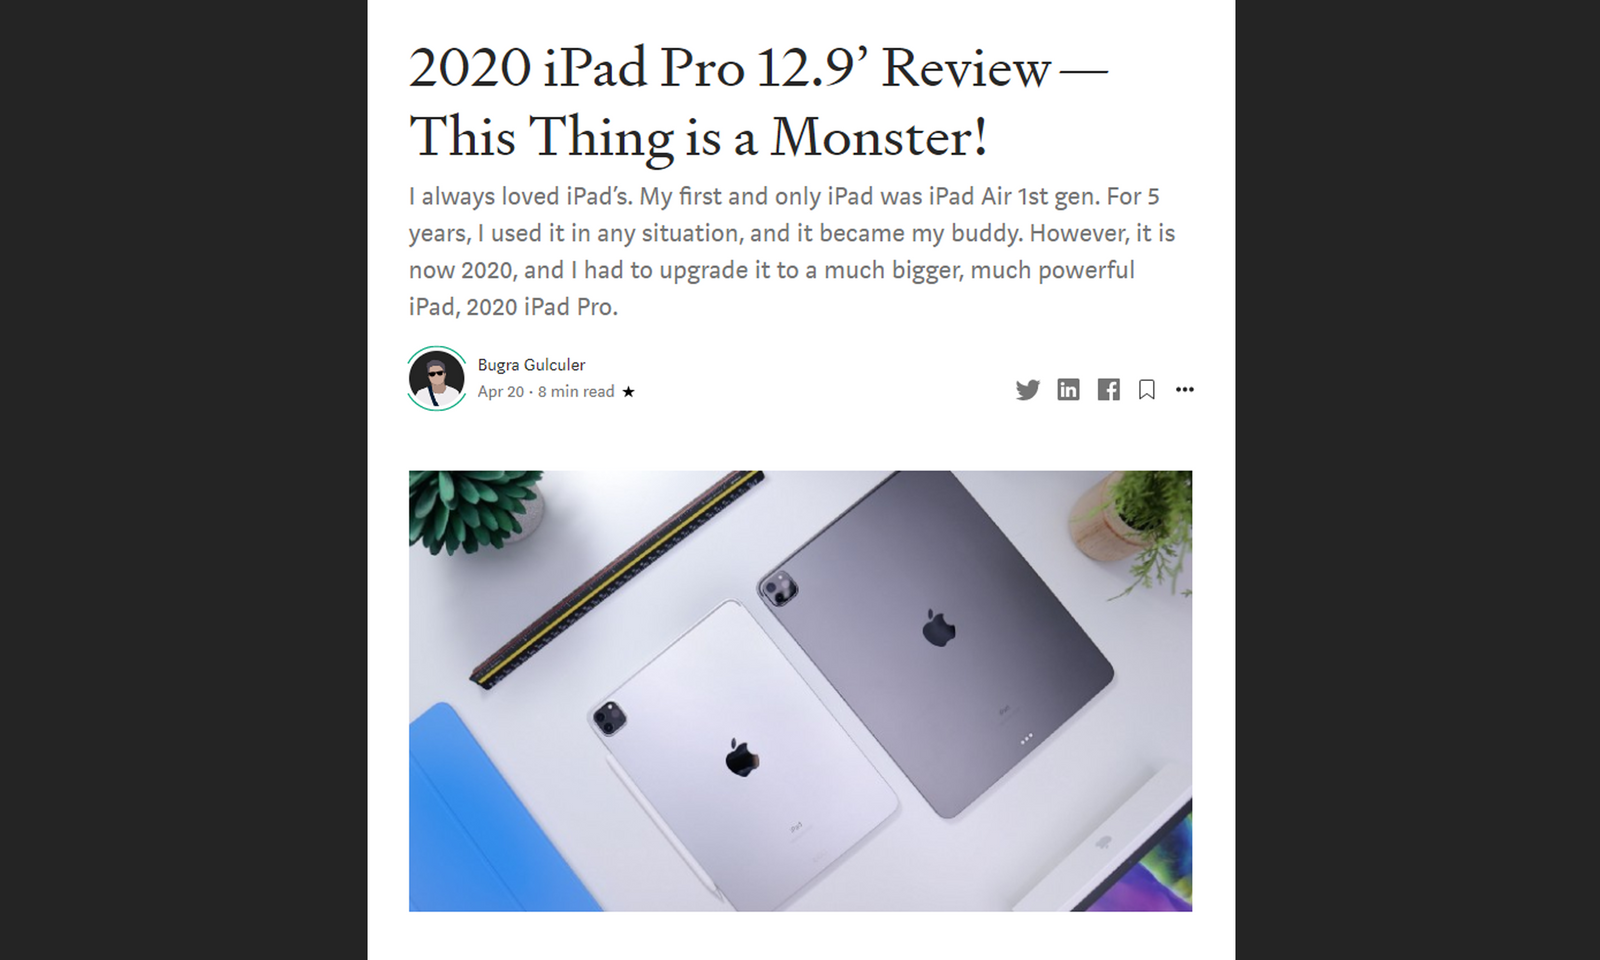 2020 iPad Pro 12.9’ Review —
This Thing is a Monster!
I always loved iPad’s. My first and only iPad was iPad Air 1st gen. For 5
years, I used it in any situation, and it became my buddy. However, it is
now 2020, and I had to upgrade it to a much bigger, much powerful
iPad, 2020 iPad Pro.
Bugra Gulculer
Apr 20 · 8 min read ★
iPad
iPad